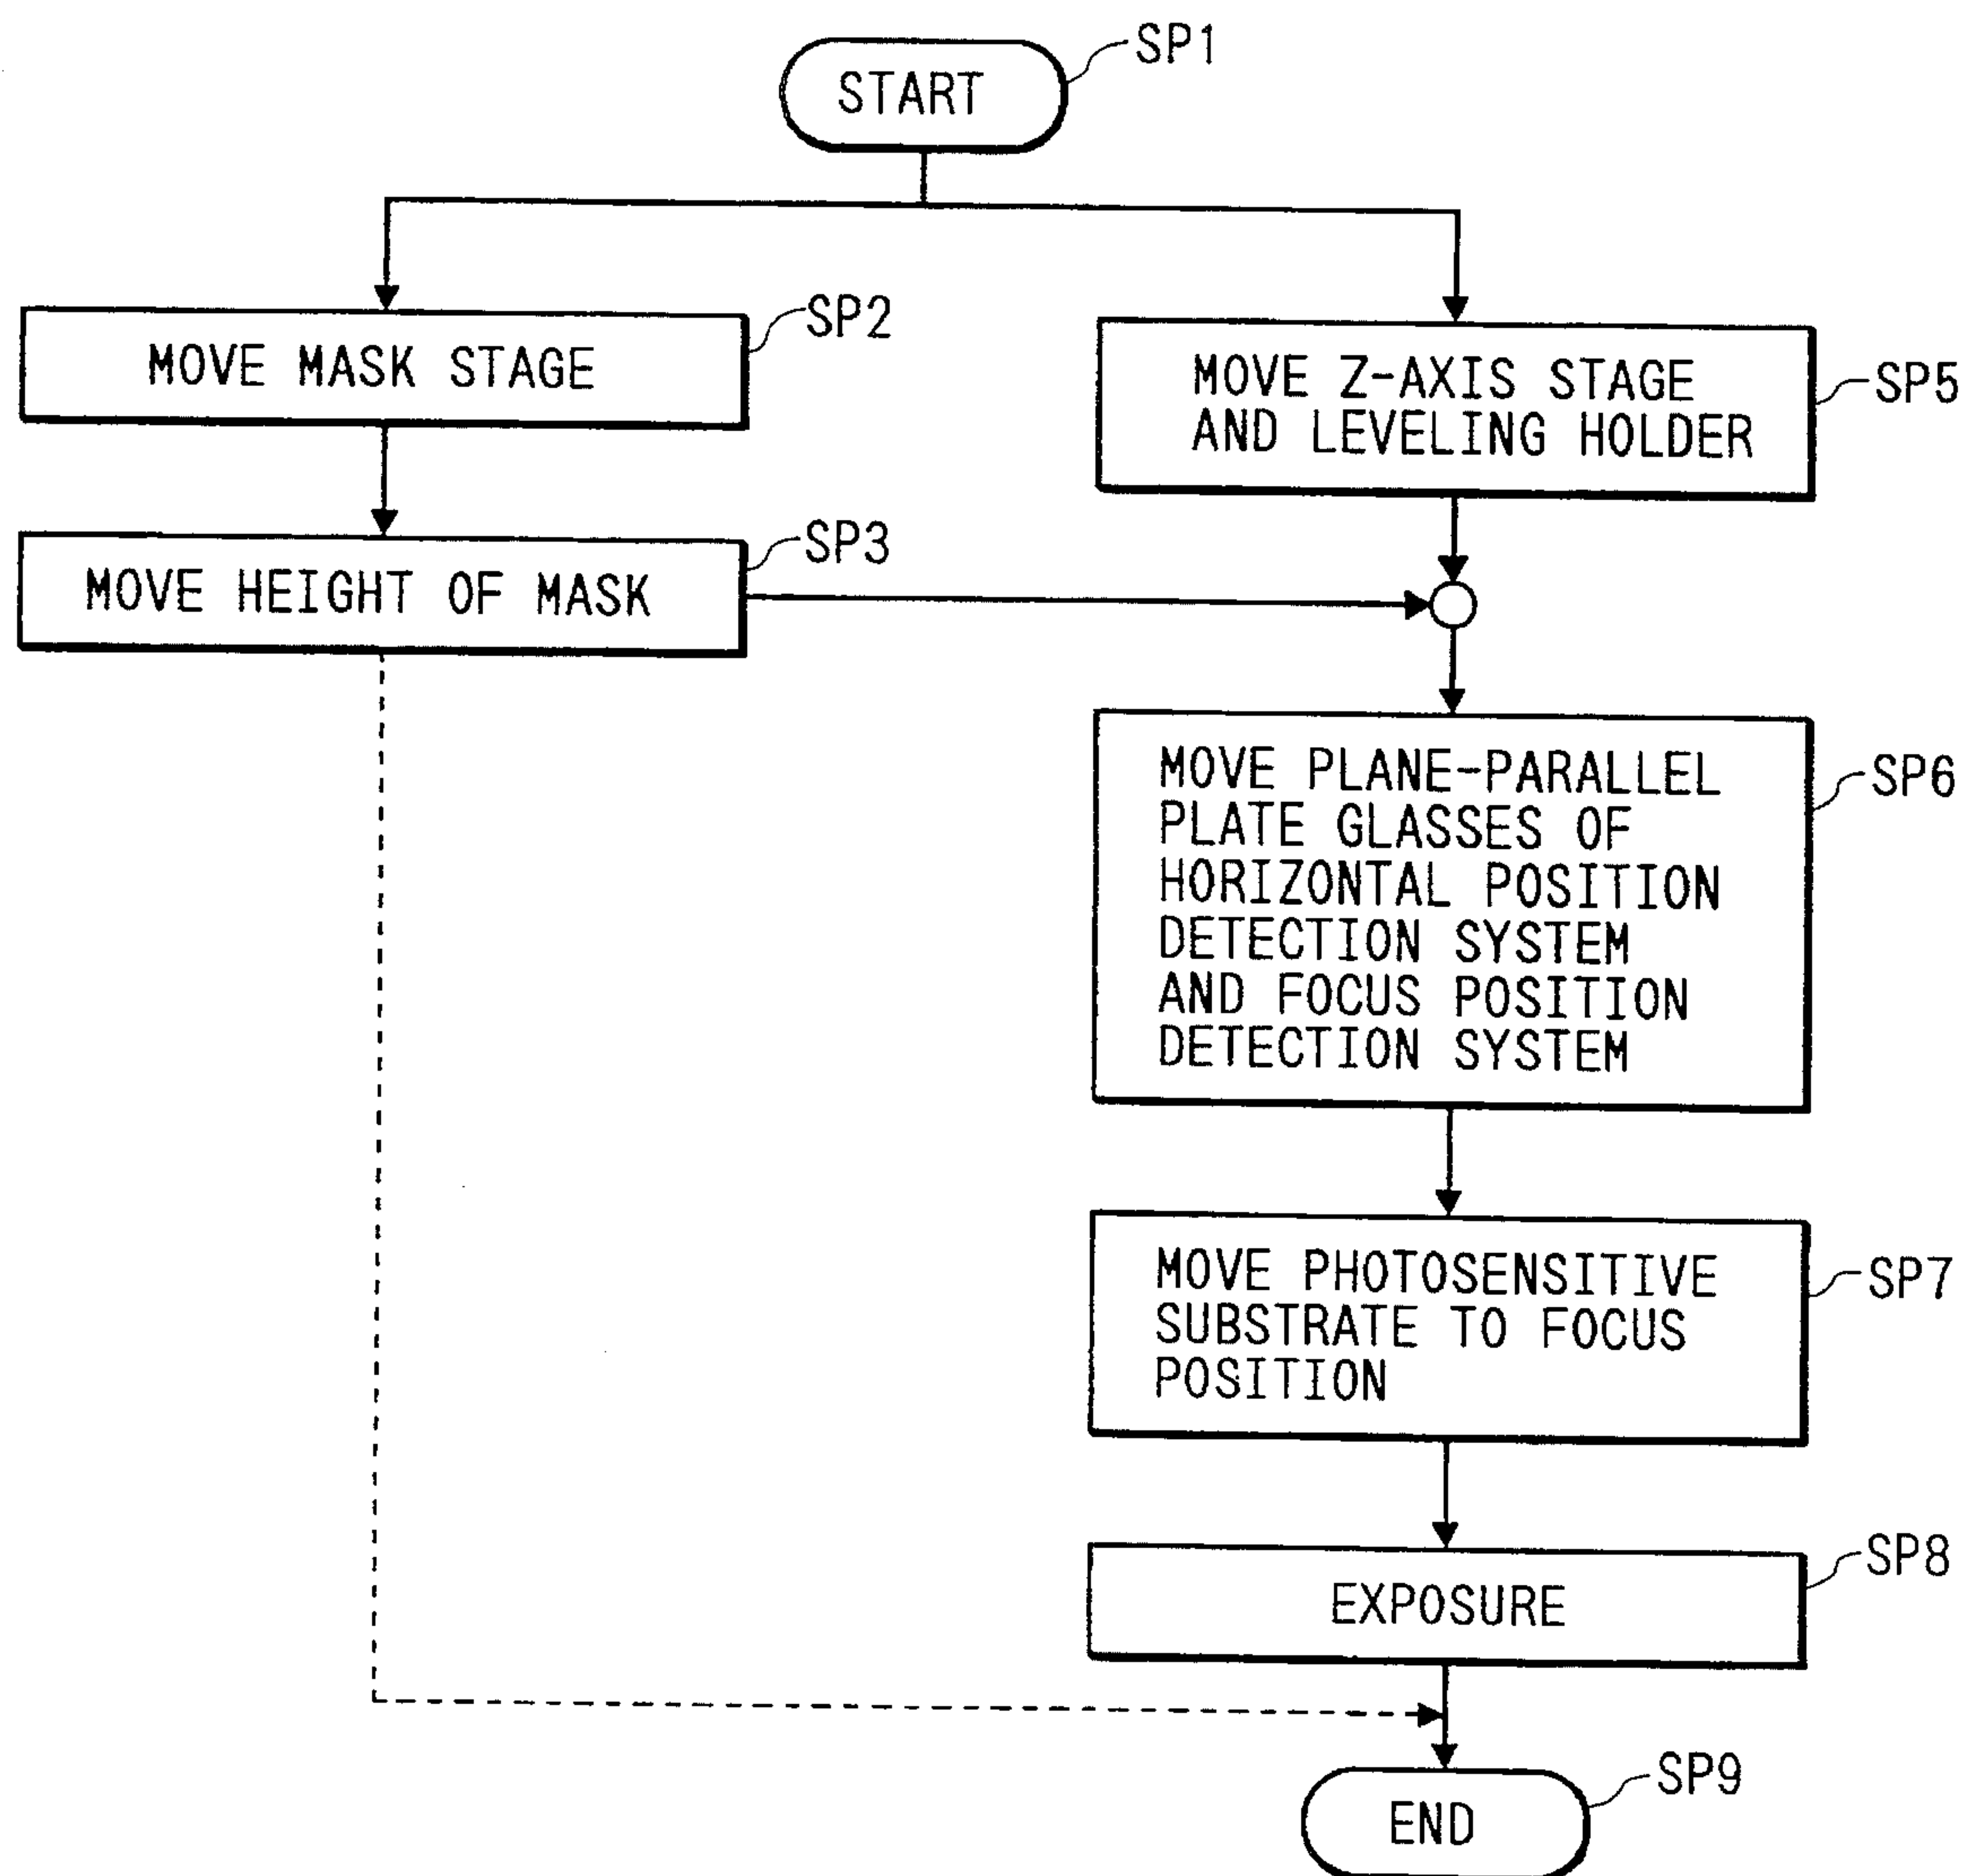 START
SP1
MOVE MASK STAGE
SP2
MOVE Z-AXIS STAGE
AND LEVELING HOLDER
SP5
MOVE HEIGHT OF MASK
SP3
MOVE PLANE-PARALLEL
PLATE GLASSES OF
HORIZONTAL POSITION
DETECTION SYSTEM
AND FOCUS POSITION
DETECTION SYSTEM
SP6
MOVE PHOTOSENSITIVE
SUBSTRATE TO FOCUS
POSITION
SP7
EXPOSURE
SP8
END
SP9